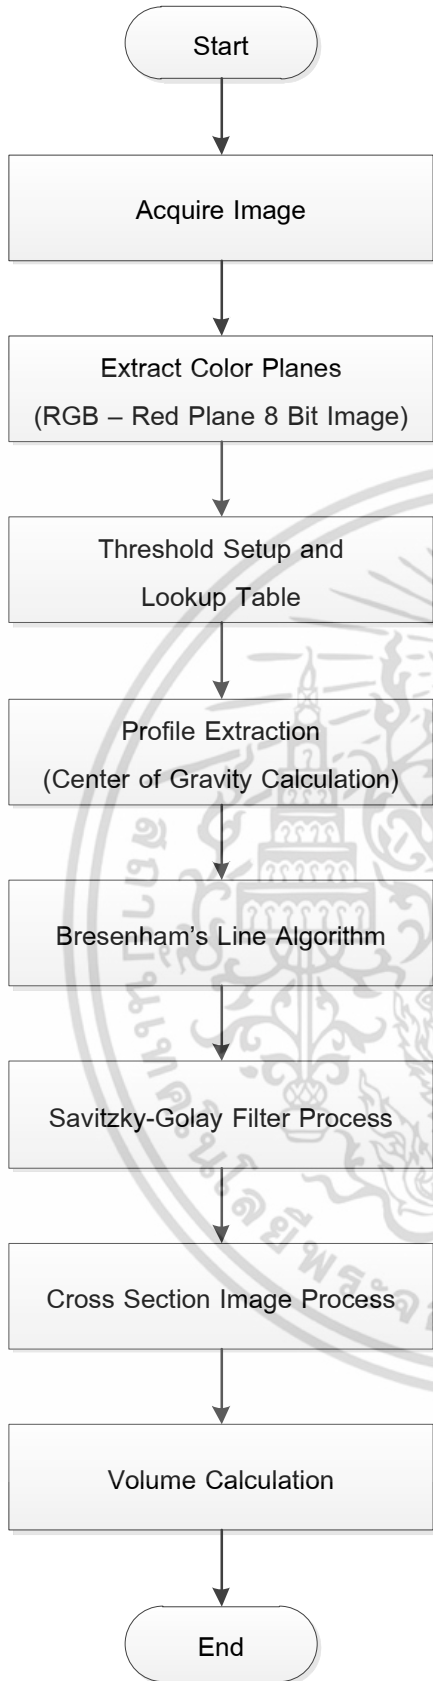 Start
Acquire Image
Extract Color Planes
(RGB – Red Plane 8 Bit Image)
Threshold Setup and
Lookup Table
Profile Extraction
(Center of Gravity Calculation)
Bresenham's Line Algorithm
Savitzky-Golay Filter Process
Cross Section Image Process
Volume Calculation
End